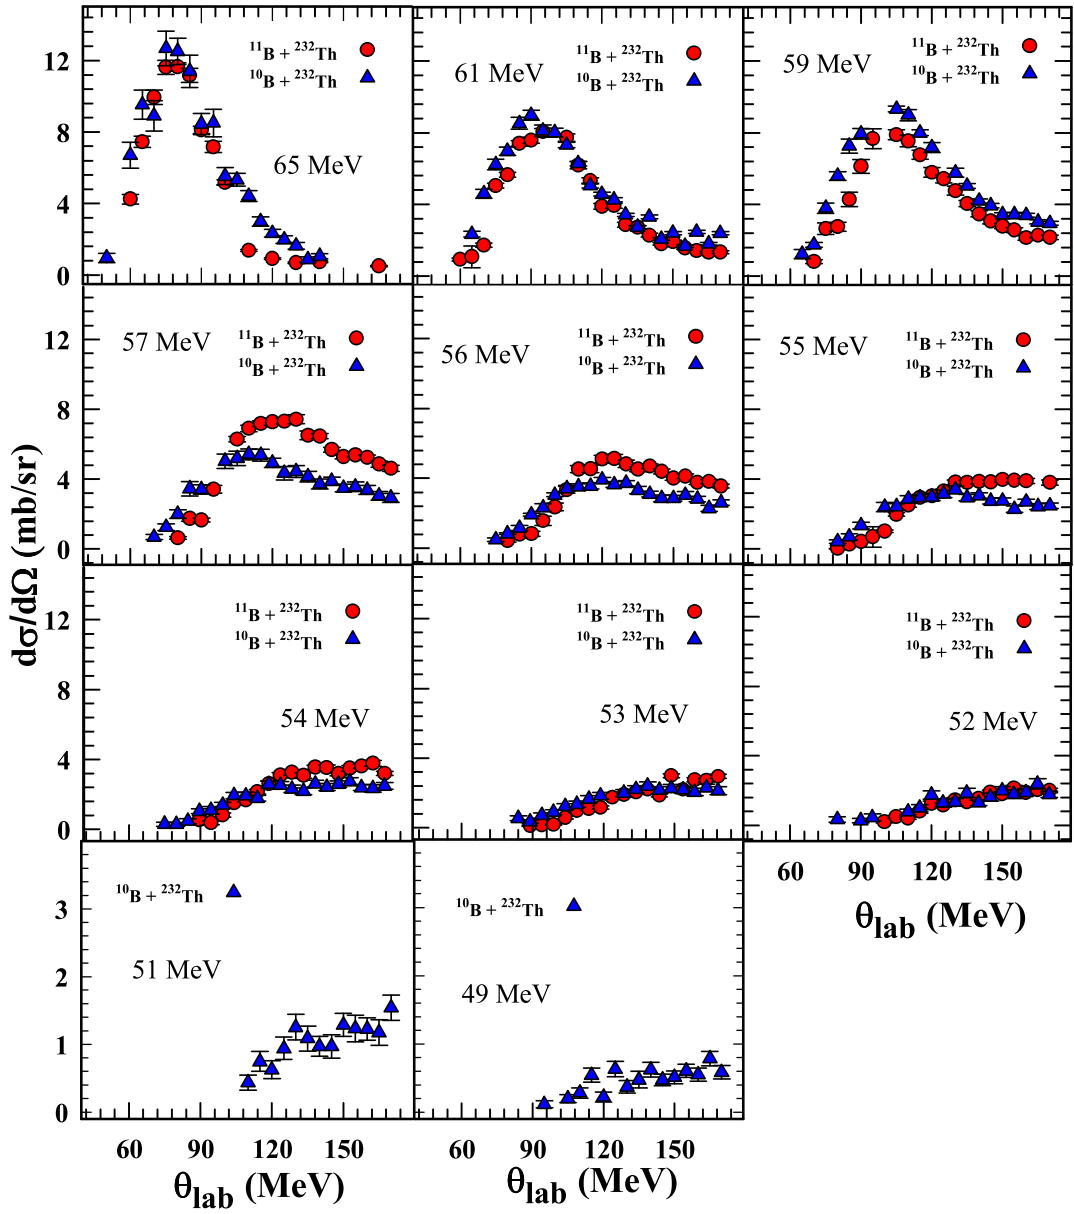 12
8
4
0
¹¹B + ²³²Th
¹⁰B + ²³²Th
65 MeV
¹¹B + ²³²Th
¹⁰B + ²³²Th
61 MeV
¹¹B + ²³²Th
¹⁰B + ²³²Th
59 MeV
12
8
4
0
57 MeV
¹¹B + ²³²Th
¹⁰B + ²³²Th
56 MeV
¹¹B + ²³²Th
¹⁰B + ²³²Th
55 MeV
¹¹B + ²³²Th
¹⁰B + ²³²Th
dσ/dΩ (mb/sr)
12
8
4
0
¹¹B + ²³²Th
¹⁰B + ²³²Th
54 MeV
¹¹B + ²³²Th
¹⁰B + ²³²Th
53 MeV
¹¹B + ²³²Th
¹⁰B + ²³²Th
52 MeV
60 90 120 150
θlab (MeV)
3
2
1
0
¹⁰B + ²³²Th
51 MeV
¹⁰B + ²³²Th
49 MeV
60 90 120 150
θlab (MeV)
60 90 120 150
θlab (MeV)